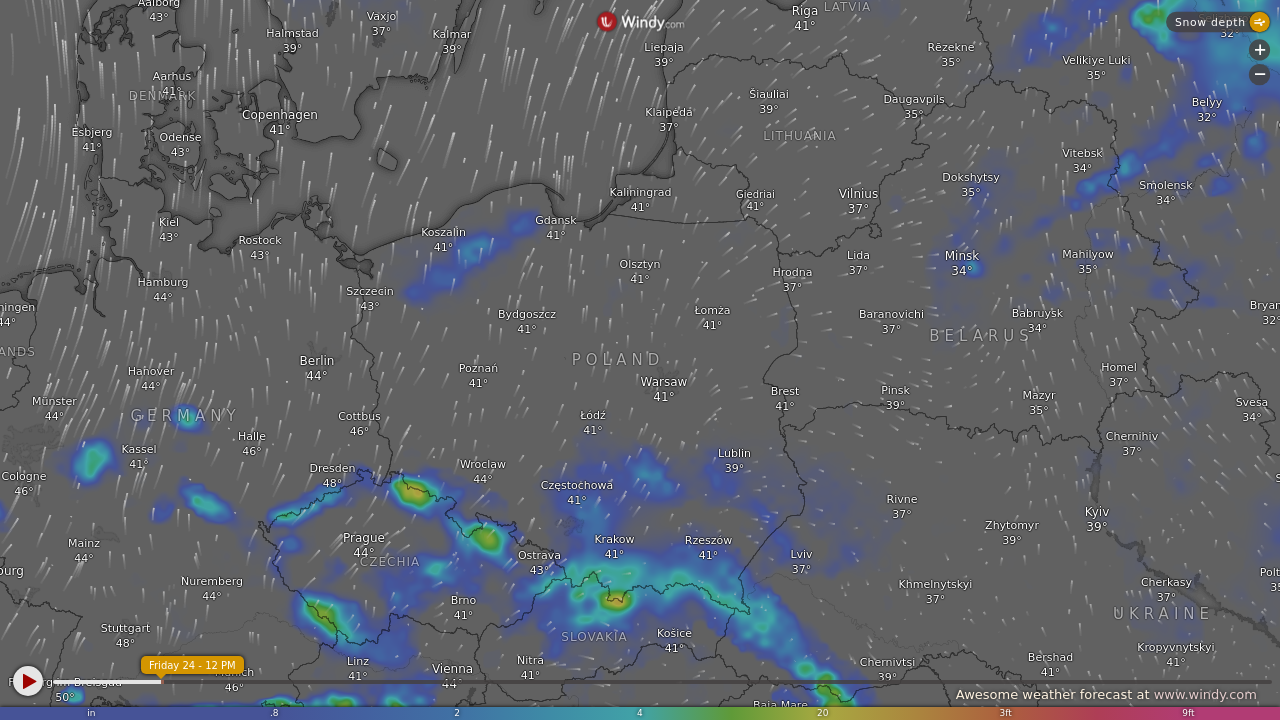 Aalborg
43°
Växjö
37°
Riga
41°
LATVIA
Halmstad
39°
Kalmar
39°
Windy.com
Snow depth
32°
Liepaja
39°
Rēzekne
35°
Velikiye Luki
35°
+
−
Aarhus
41°
DENMARK
Šiauliai
39°
Daugavpils
35°
Belyy
32°
Copenhagen
41°
Klaipėda
37°
Esbjerg
41°
Odense
43°
LITHUANIA
Vitebsk
34°
Dokshytsy
35°
Smolensk
34°
Kaliningrad
41°
Giedriai
41°
Vilnius
37°
Kiel
43°
Gdansk
41°
Koszalin
41°
Rostock
43°
Lida
37°
Minsk
34°
Mahilyow
35°
Olsztyn
41°
Hrodna
37°
Hamburg
44°
Szczecin
43°
ningen
44°
Bydgoszcz
41°
Łomża
41°
Baranovichi
37°
Babruysk
34°
Bryan
32°
BELARUS
ANDS
Berlin
44°
POLAND
Hanover
44°
Poznań
41°
Warsaw
41°
Homel
37°
Brest
41°
Pinsk
39°
Mazyr
35°
Münster
44°
GERMANY
Cottbus
46°
Łódź
41°
Svesa
34°
Halle
46°
Chernihiv
37°
Kassel
41°
Lublin
39°
Cologne
46°
Dresden
48°
Wroclaw
44°
Częstochowa
41°
S
Rivne
37°
Kyiv
39°
Zhytomyr
39°
Mainz
44°
Prague
44°
CZECHIA
Krakow
41°
Rzeszów
41°
Ostrava
43°
Lviv
37°
burg
Nuremberg
44°
Khmelnytskyi
37°
Cherkasy
37°
Polt
35
Brno
41°
UKRAINE
Stuttgart
48°
SLOVAKIA
Košice
41°
Kropyvnytskyi
41°
Friday 24 - 12 PM
Linz
41°
Vienna
44
Nitra
41°
Chernivtsi
39°
Bershad
41°
Munich
46°
Freiburg im Breisgau
50°
Baia Mare
Awesome weather forecast at www.windy.com
in .8 2 4 20 3ft 9ft